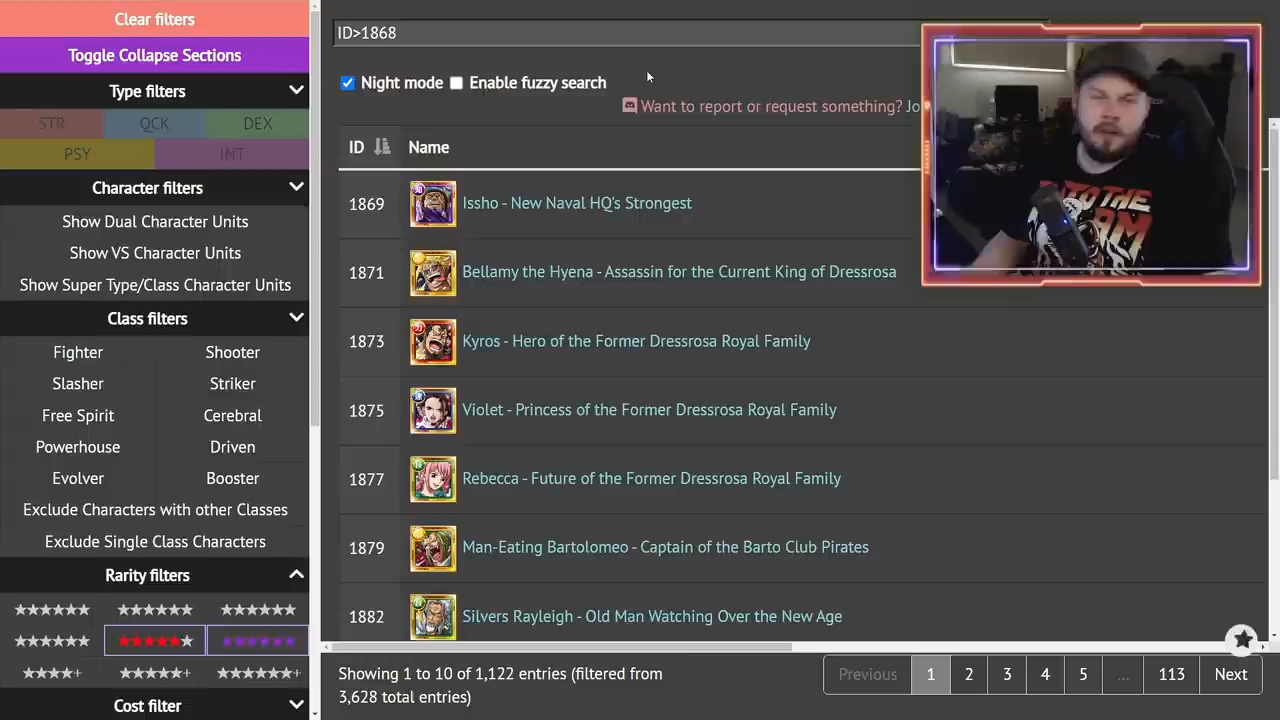 Clear filters
Toggle Collapse Sections
Type filters
STR QCK DEX
PSY INT
Character filters
Show Dual Character Units
Show VS Character Units
Show Super Type/Class Character Units
Class filters
Fighter Shooter
Slasher Striker
Free Spirit Cerebral
Powerhouse Driven
Evolver Booster
Exclude Characters with other Classes
Exclude Single Class Characters
Rarity filters
★★★★★★ ★★★★★★ ★★★★★★
★★★★★★ ★★★★★★ ★★★★★★
★★★★+ ★★★★★+ ★★★★★★+
Cost filter
ID>1868
Night mode Enable fuzzy search
Want to report or request something? Jo
ID Name
1869 Issho - New Naval HQ's Strongest
1871 Bellamy the Hyena - Assassin for the Current King of Dressrosa
1873 Kyros - Hero of the Former Dressrosa Royal Family
1875 Violet - Princess of the Former Dressrosa Royal Family
1877 Rebecca - Future of the Former Dressrosa Royal Family
1879 Man-Eating Bartolomeo - Captain of the Barto Club Pirates
1882 Silvers Rayleigh - Old Man Watching Over the New Age
Showing 1 to 10 of 1,122 entries (filtered from
3,628 total entries)
Previous 1 2 3 4 5 ... 113 Next
TO THE
AM